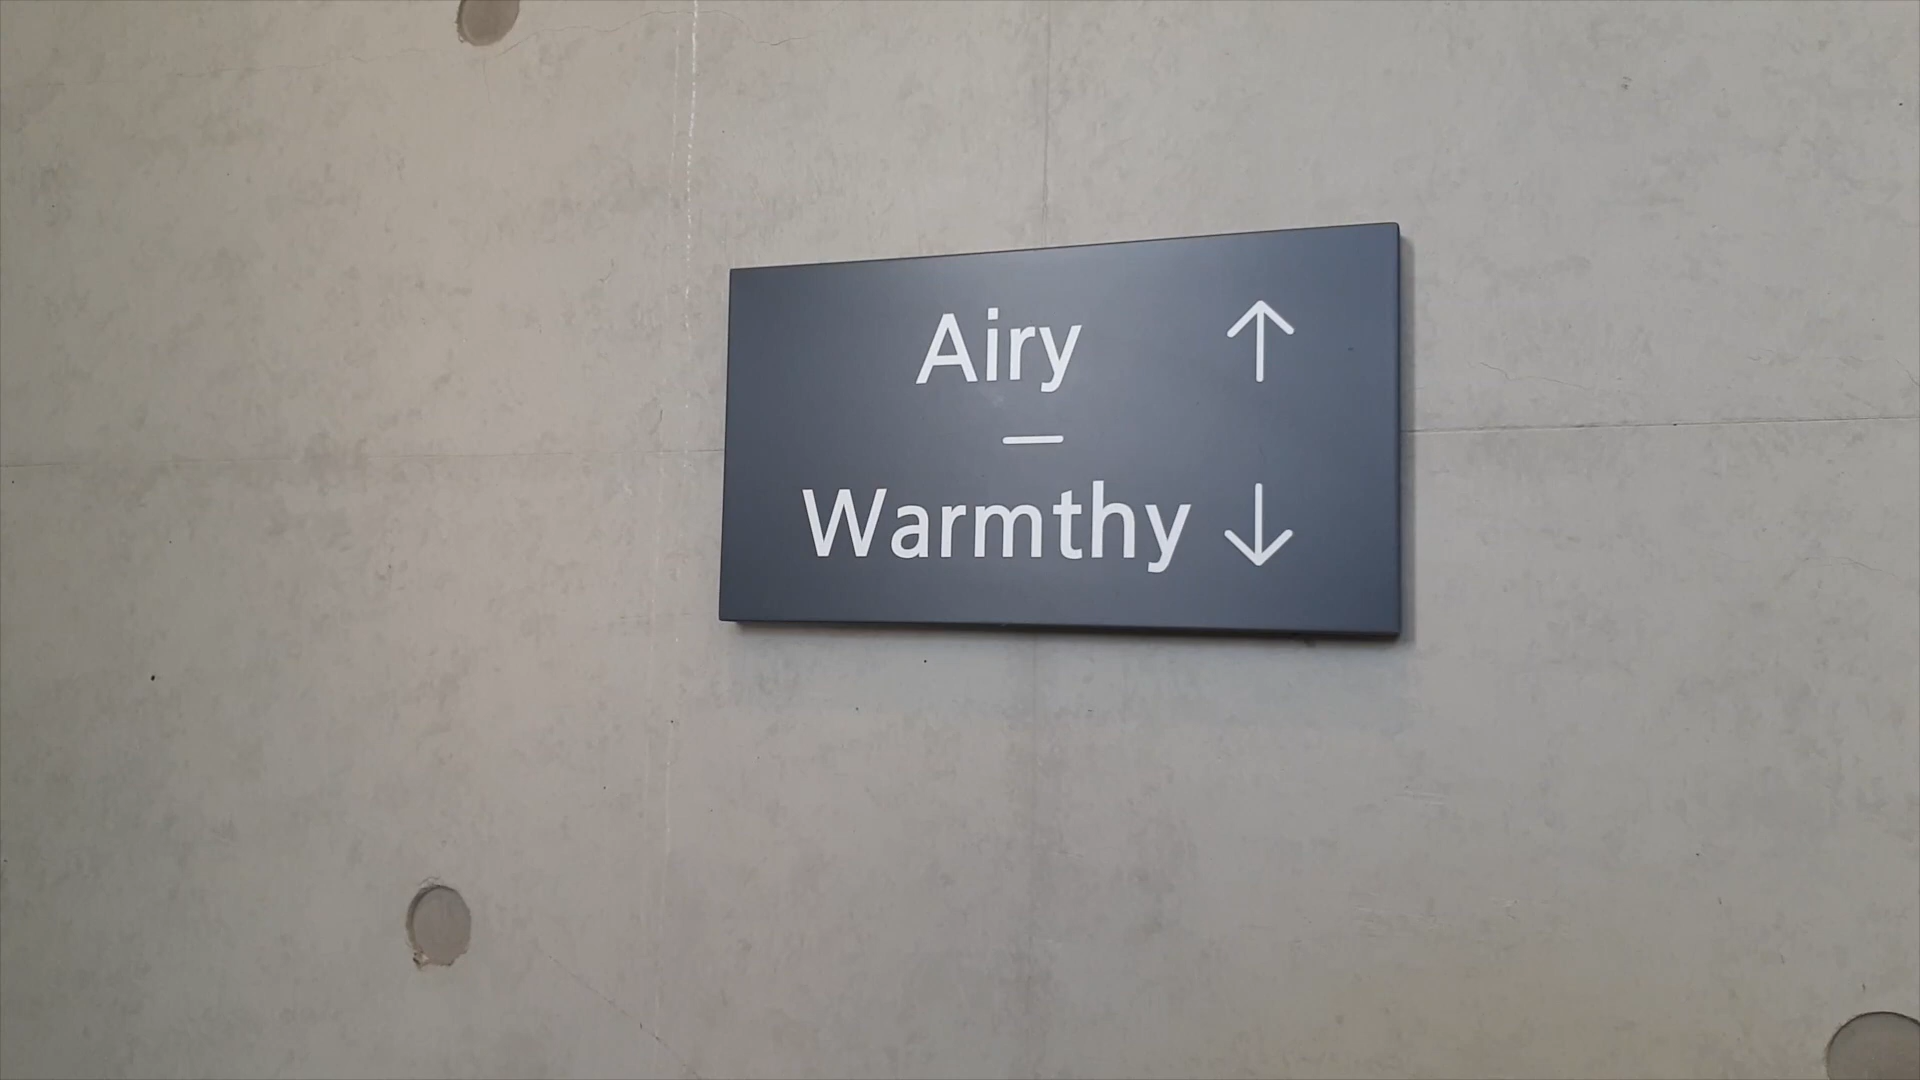 Airy ↑
—
Warmthy ↓